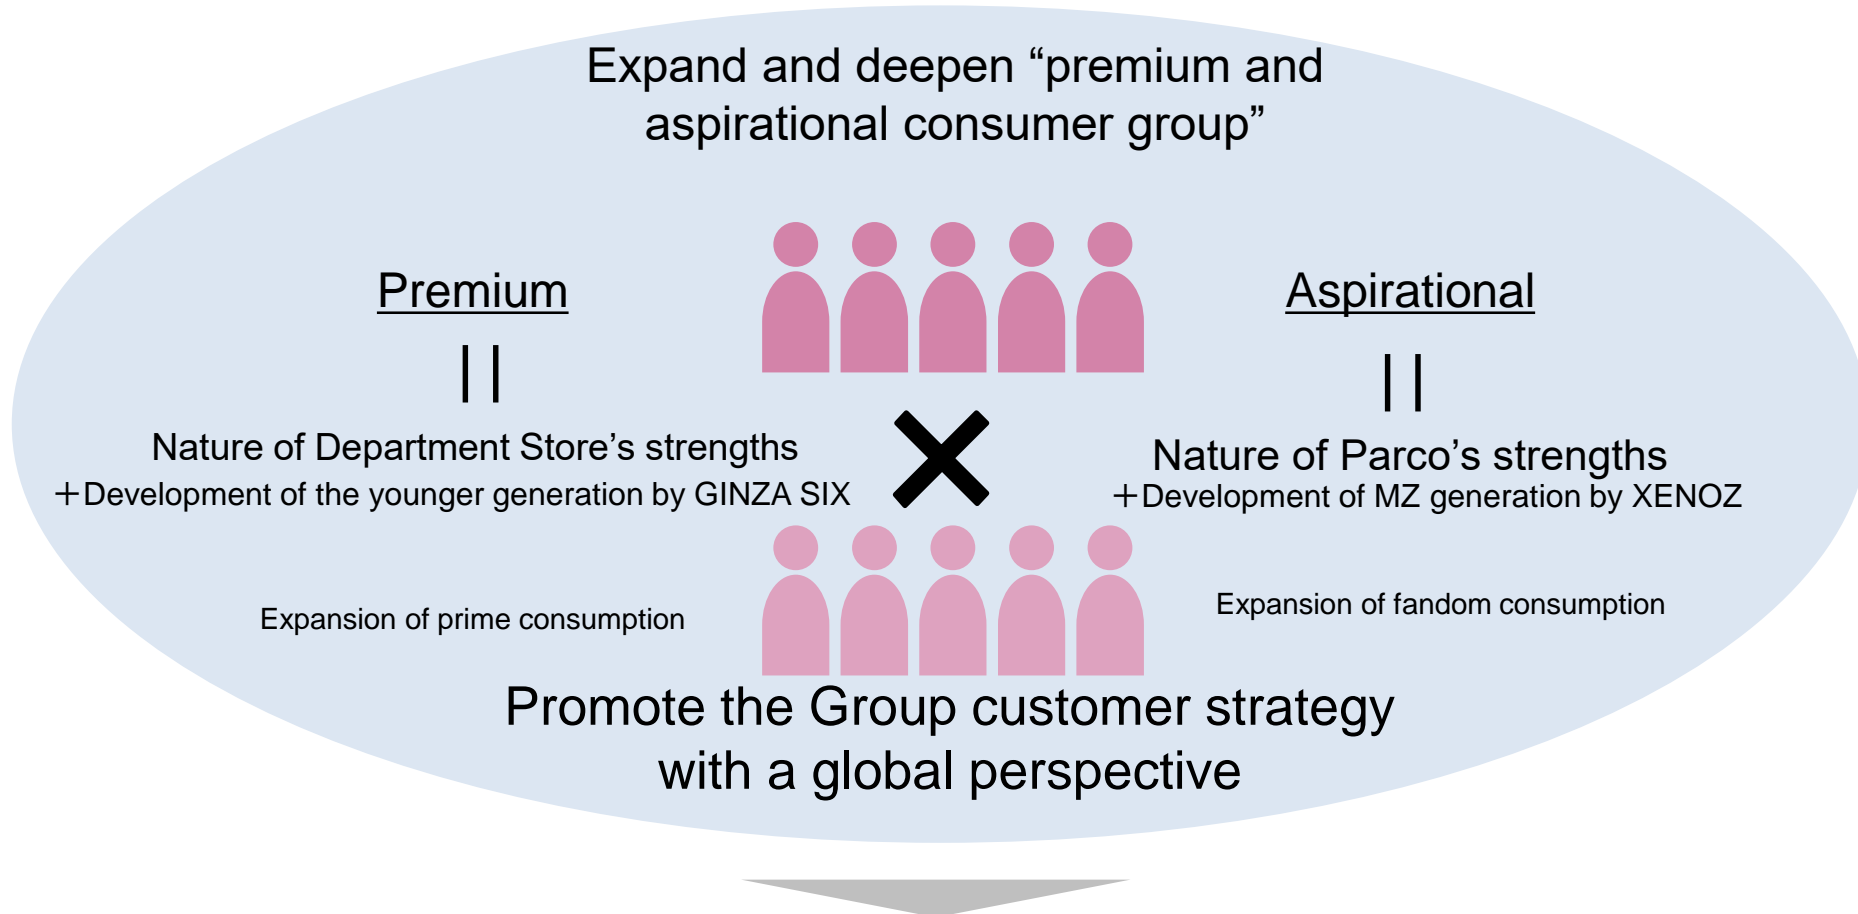 Expand and deepen “premium and
aspirational consumer group”
Premium
||
Nature of Department Store’s strengths
+Development of the younger generation by GINZA SIX
Expansion of prime consumption
Aspirational
||
Nature of Parco’s strengths
+Development of MZ generation by XENOZ
Expansion of fandom consumption
Promote the Group customer strategy
with a global perspective